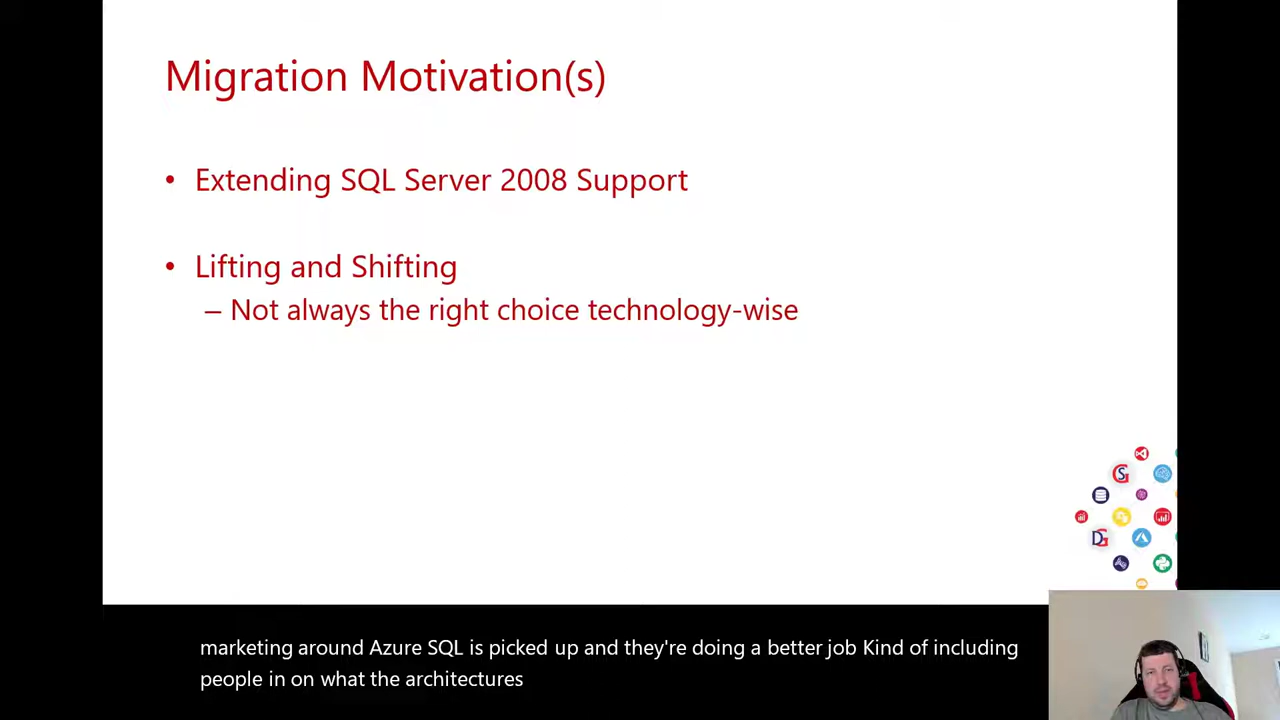 Migration Motivation(s)
• Extending SQL Server 2008 Support
• Lifting and Shifting
– Not always the right choice technology-wise
GS
DG
marketing around Azure SQL is picked up and they're doing a better job Kind of including
people in on what the architectures